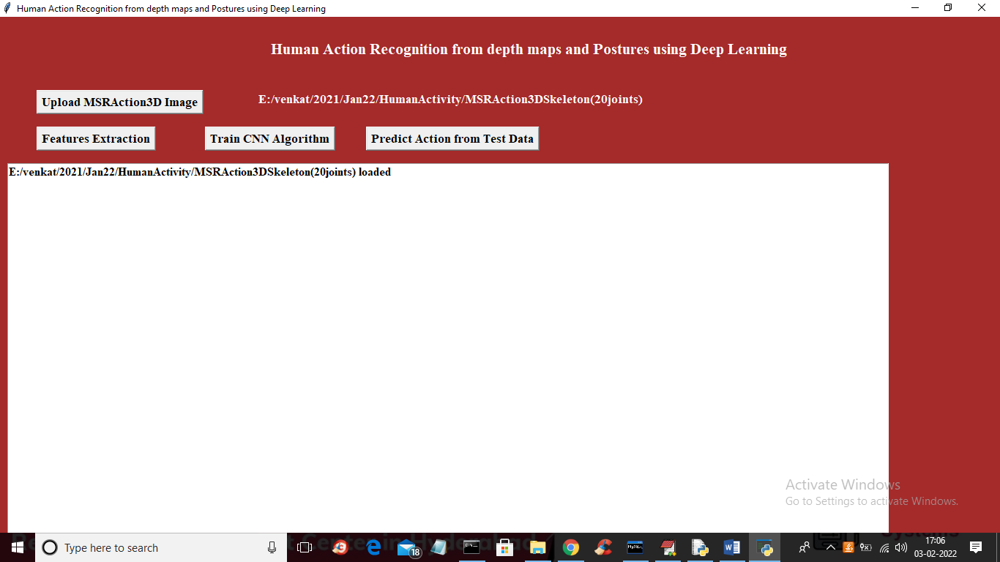 Human Action Recognition from depth maps and Postures using Deep Learning
Human Action Recognition from depth maps and Postures using Deep Learning
Upload MSRAction3D Image
E:/venkat/2021/Jan22/HumanActivity/MSRAction3DSkeleton(20joints)
Features Extraction
Train CNN Algorithm
Predict Action from Test Data
E:/venkat/2021/Jan22/HumanActivity/MSRAction3DSkeleton(20joints) loaded
Activate Windows
Go to Settings to activate Windows.
Type here to search
18
17:06
03-02-2022